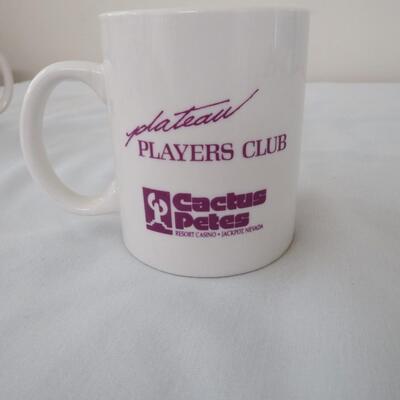 plateau
PLAYERS CLUB
Cactus
Petes
RESORT CASINO • JACKPOT, NEVADA